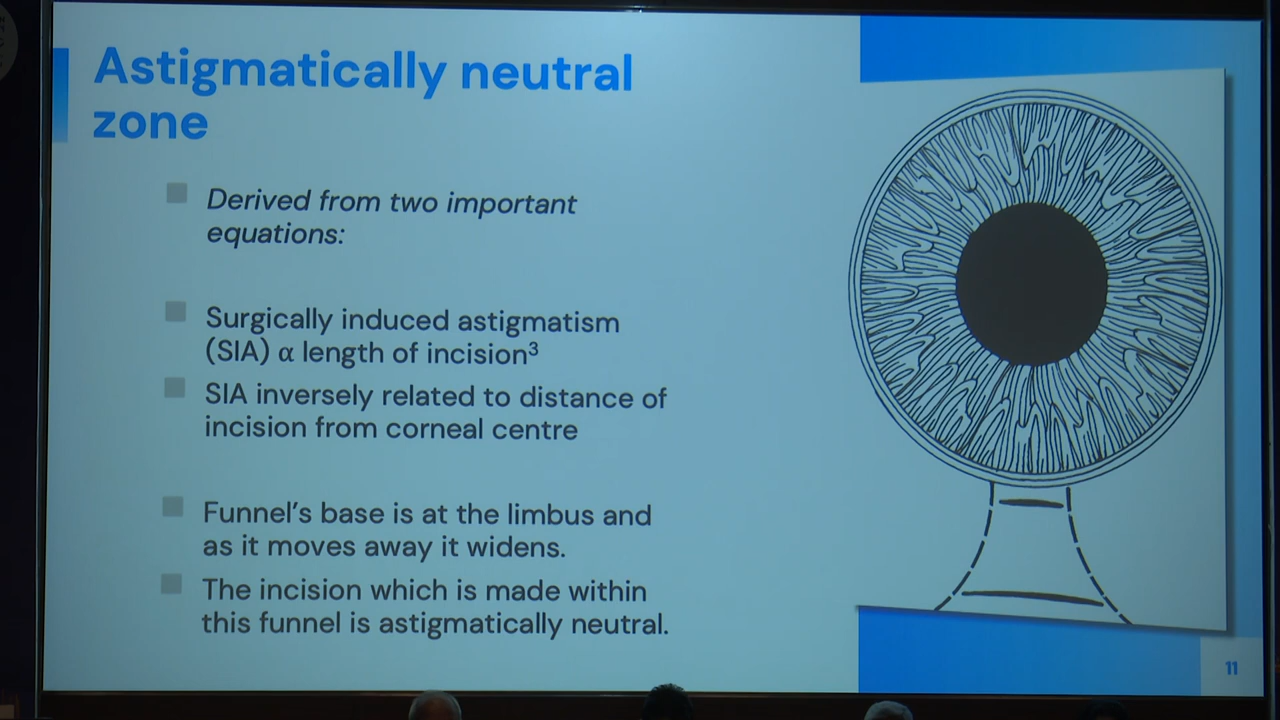 Astigmatically neutral
zone
Derived from two important
equations:
Surgically induced astigmatism
(SIA) α length of incision³
SIA inversely related to distance of
incision from corneal centre
Funnel's base is at the limbus and
as it moves away it widens.
The incision which is made within
this funnel is astigmatically neutral.
11